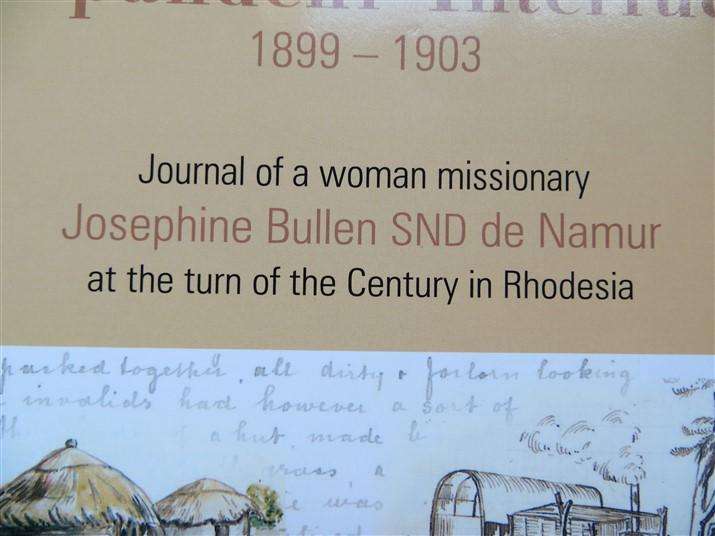 1899 – 1903
Journal of a woman missionary
Josephine Bullen SND de Namur
at the turn of the Century in Rhodesia
packed together, all dirty & forlorn looking
invalids had however a sort of
a hut made
grass a
was